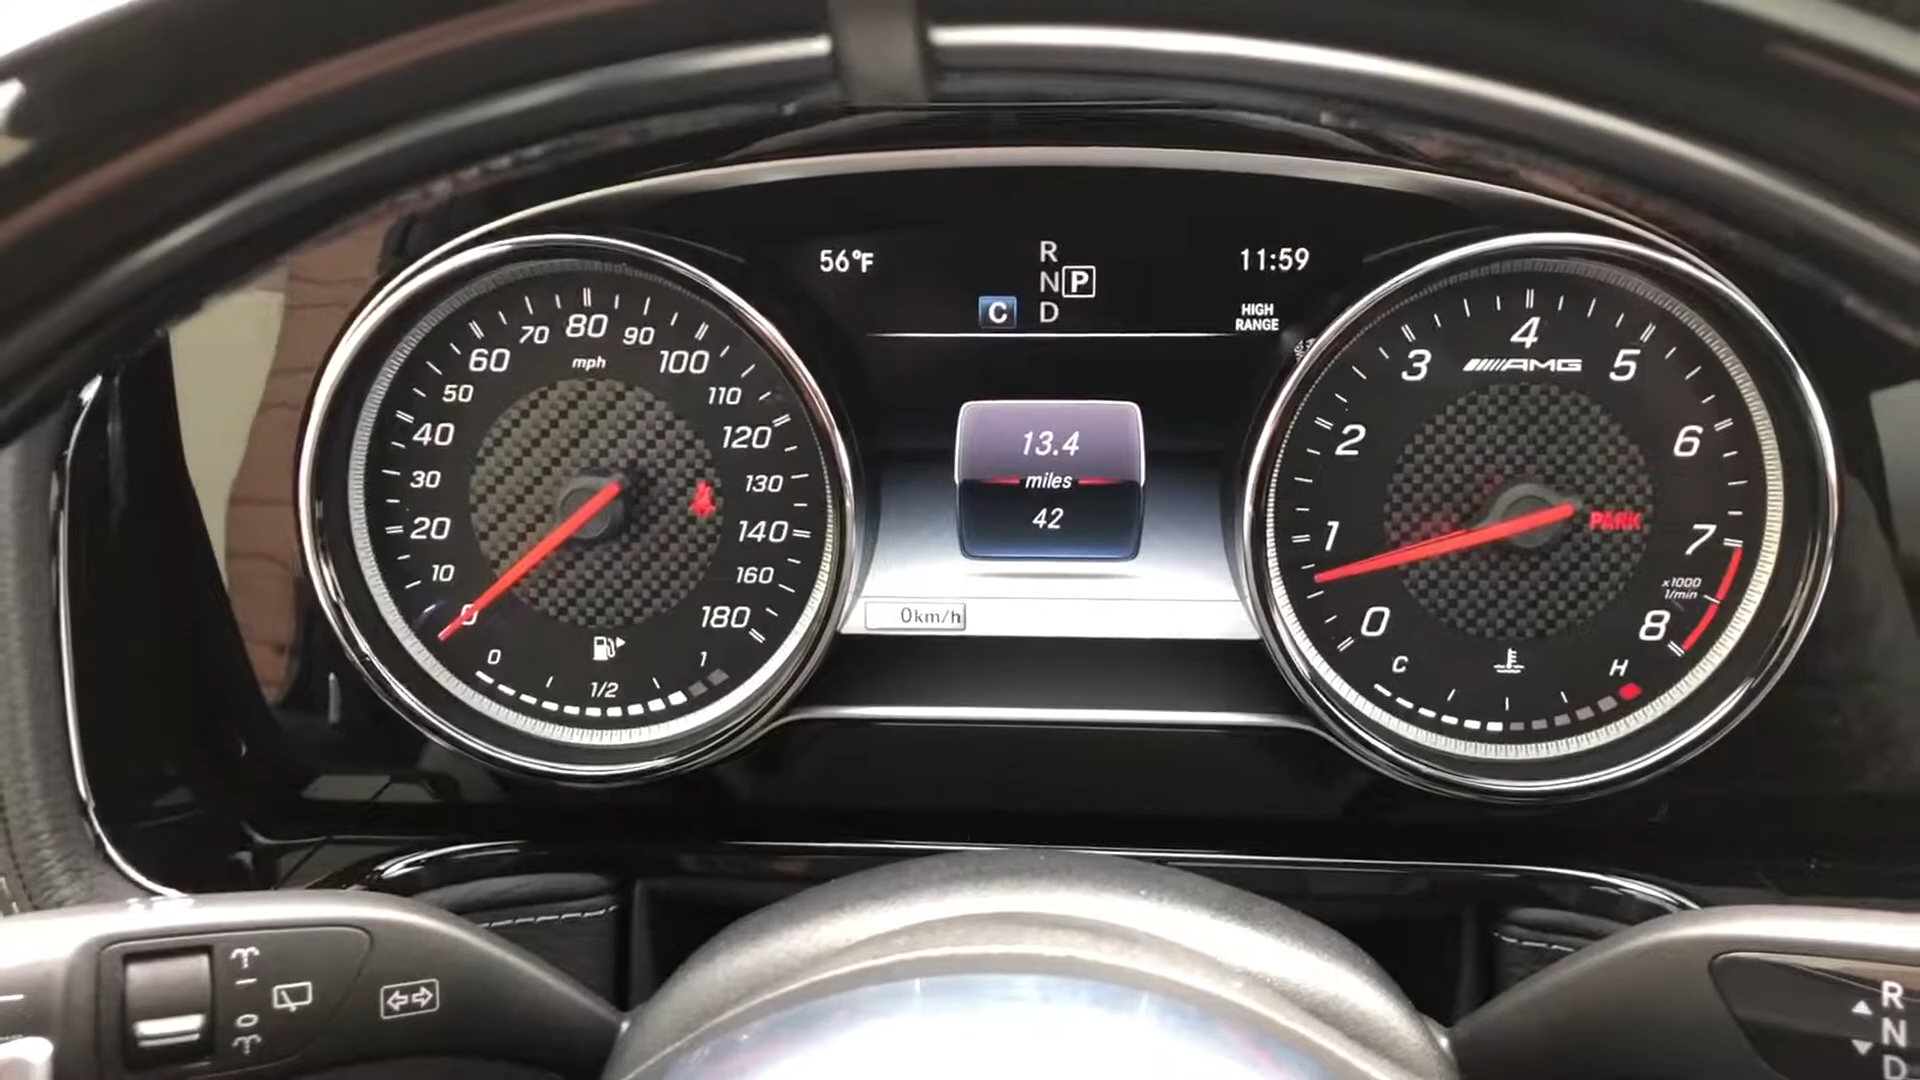 56°F
R
N P
C D
11:59
HIGH
RANGE
0
10
20
30
40
50
60
70
80
90
100
110
120
130
140
160
180
mph
0
1/2
1
13.4
miles
42
0km/h
0
1
2
3
4
5
6
7
8
AMG
PARK
x1000
1/min
C
H
0
R
N
D